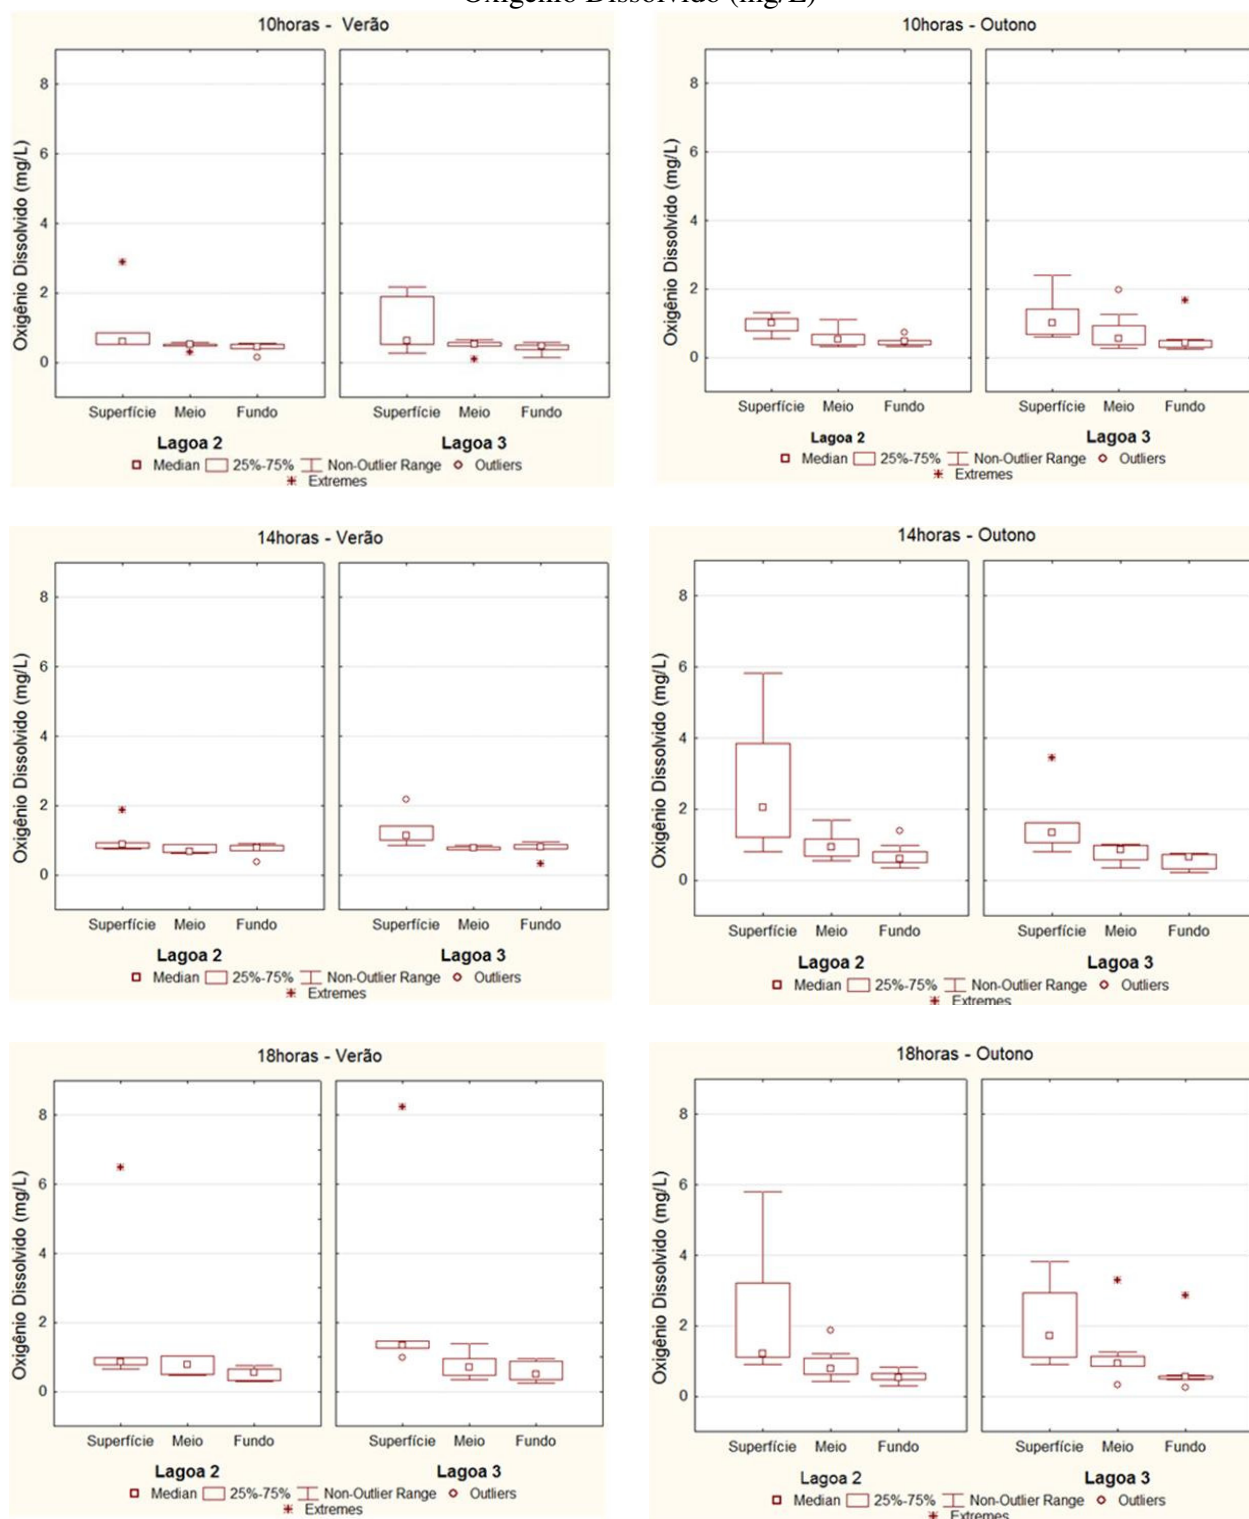 Oxigênio Dissolvido (mg/L)
10horas - Verão
Oxigênio Dissolvido (mg/L)
8
6
4
2
0
Superfície Meio Fundo
Superfície Meio Fundo
Lagoa 2
Lagoa 3
Median 25%-75% Non-Outlier Range Outliers
Extremes
10horas - Outono
Oxigênio Dissolvido (mg/L)
8
6
4
2
0
Superfície Meio Fundo
Superfície Meio Fundo
Lagoa 2
Lagoa 3
Median 25%-75% Non-Outlier Range Outliers
Extremes
14horas - Verão
Oxigênio Dissolvido (mg/L)
8
6
4
2
0
Superfície Meio Fundo
Superfície Meio Fundo
Lagoa 2
Lagoa 3
Median 25%-75% Non-Outlier Range Outliers
Extremes
14horas - Outono
Oxigênio Dissolvido (mg/L)
8
6
4
2
0
Superfície Meio Fundo
Superfície Meio Fundo
Lagoa 2
Lagoa 3
Median 25%-75% Non-Outlier Range Outliers
Extremes
18horas - Verão
Oxigênio Dissolvido (mg/L)
8
6
4
2
0
Superfície Meio Fundo
Superfície Meio Fundo
Lagoa 2
Lagoa 3
Median 25%-75% Non-Outlier Range Outliers
Extremes
18horas - Outono
Oxigênio Dissolvido (mg/L)
8
6
4
2
0
Superfície Meio Fundo
Superfície Meio Fundo
Lagoa 2
Lagoa 3
Median 25%-75% Non-Outlier Range Outliers
Extremes